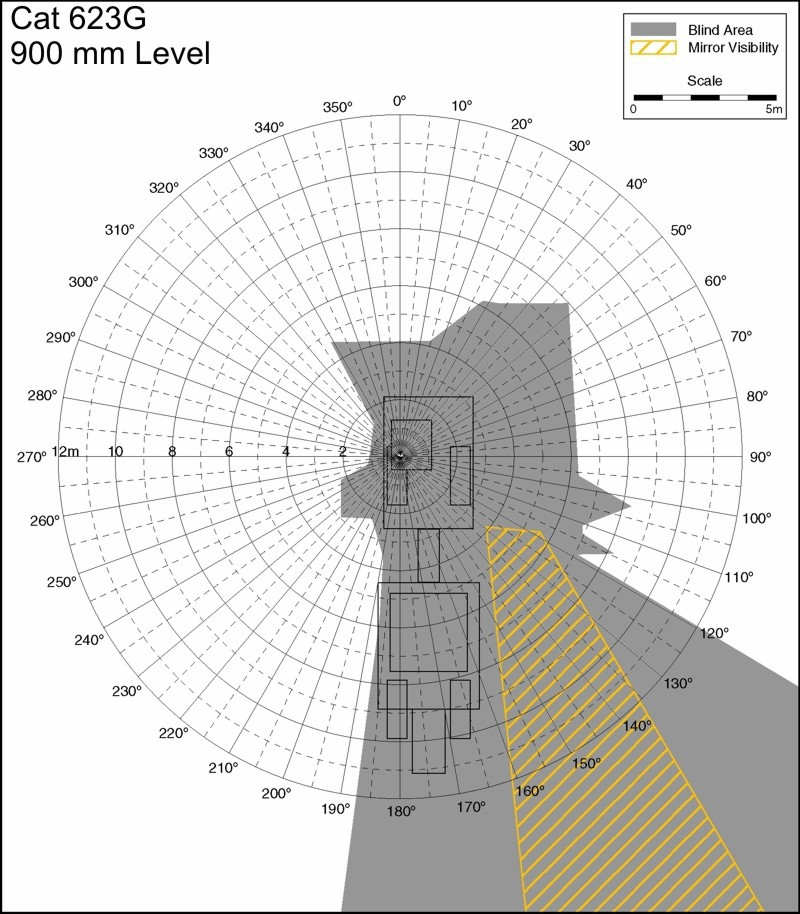 Cat 623G
900 mm Level
Blind Area
Mirror Visibility
Scale
0 5m
0°
350° 10°
340° 20°
330° 30°
320° 40°
310° 50°
300° 60°
290° 70°
280° 80°
270° 12m 10 8 6 4 2 90°
260° 100°
250° 110°
240° 120°
230° 130°
220° 140°
210° 150°
200° 160°
190° 180° 170°